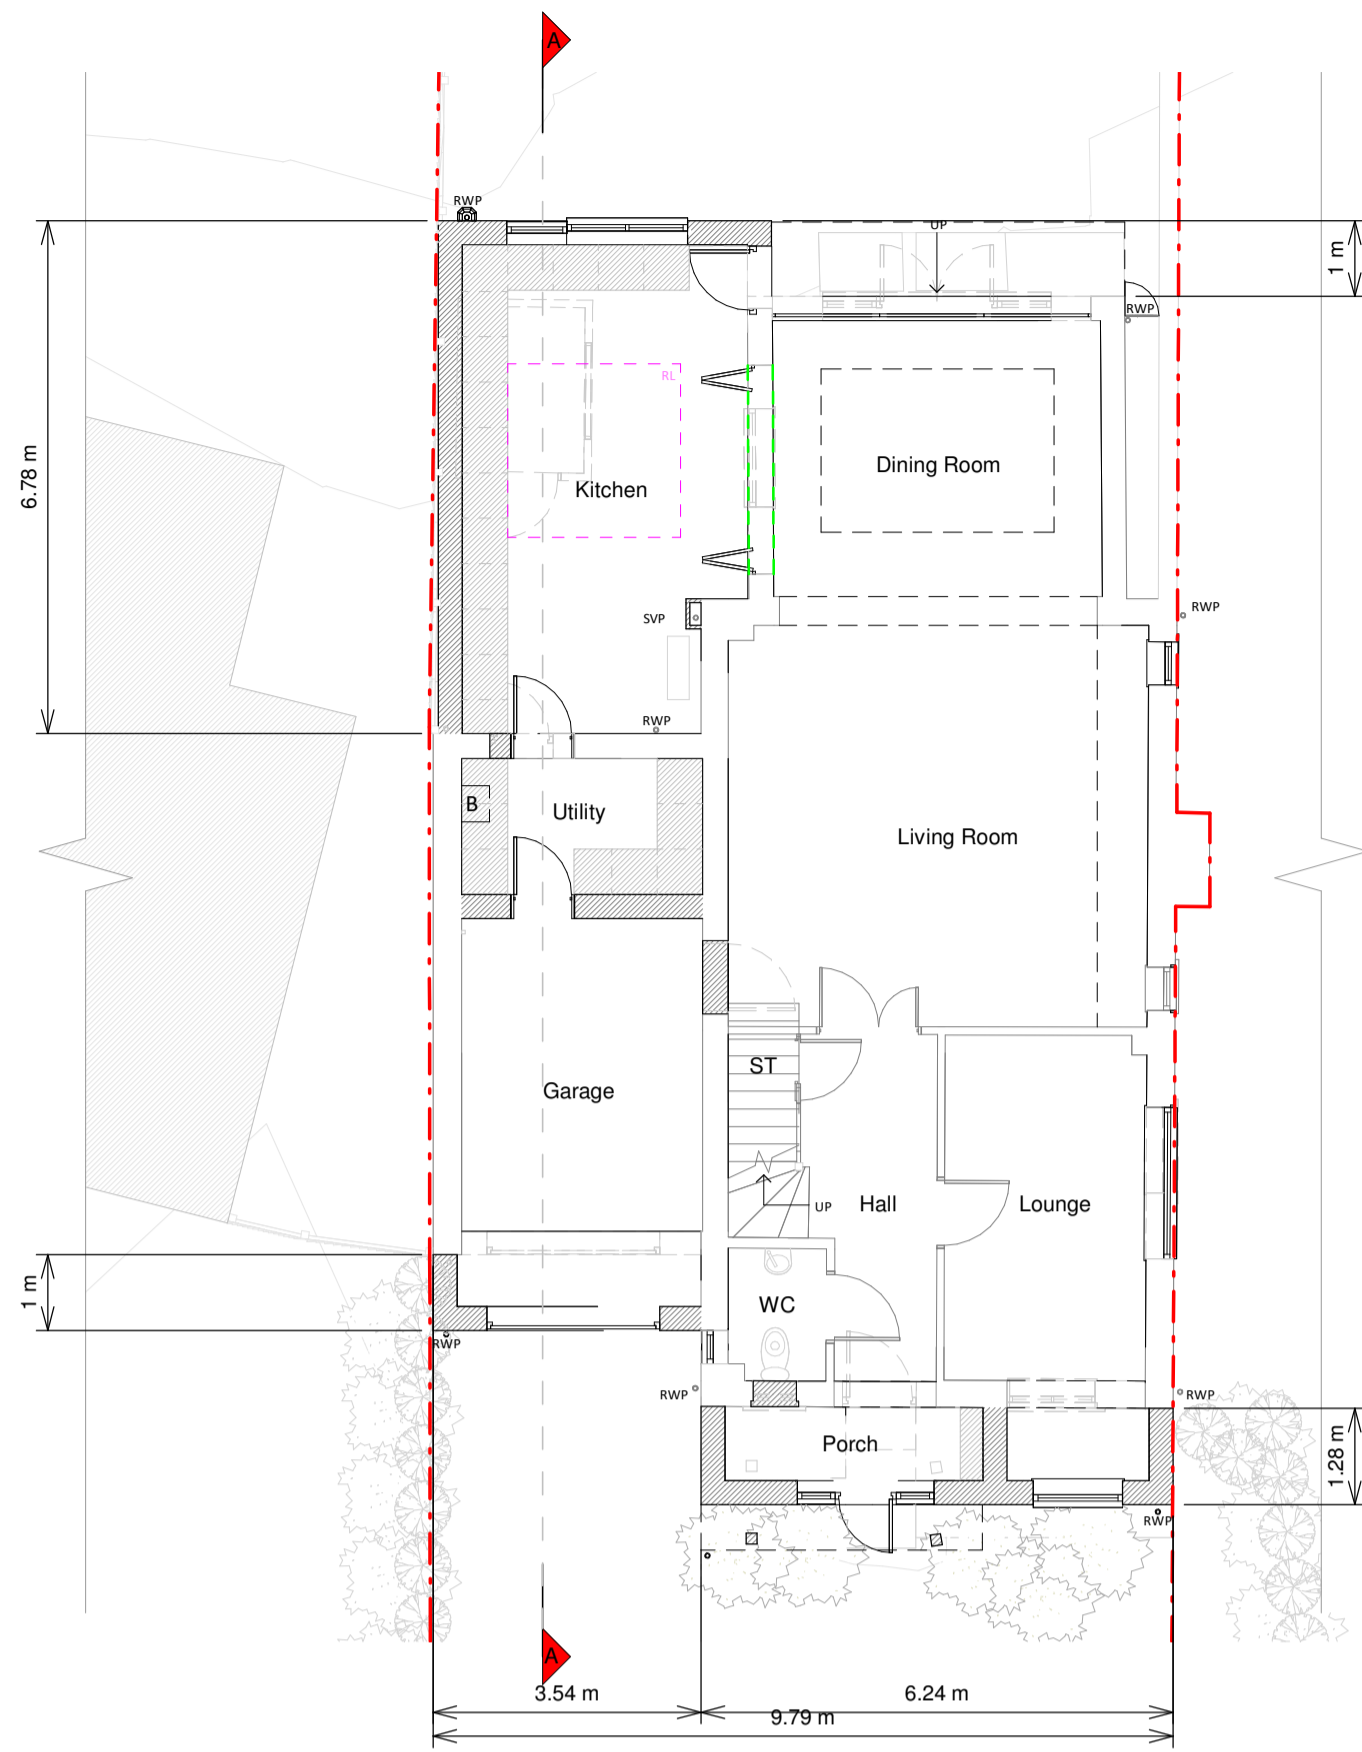 A
RWP
UP
1 m
RWP
RL
Dining Room
6.78 m
Kitchen
RWP
SVP
RWP
B
Utility
Living Room
ST
Garage
UP
Hall
Lounge
1 m
WC
RWP
RWP
RWP
Porch
1.28 m
RWP
A
3.54 m
6.24 m
9.79 m